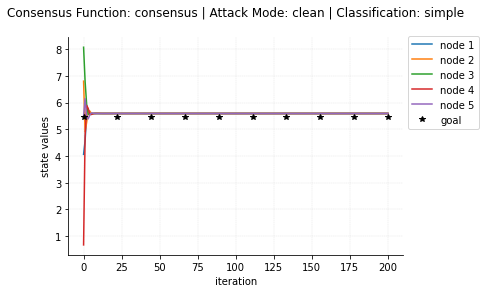 Consensus Function: consensus | Attack Mode: clean | Classification: simple
8
7
6
5
4
3
2
1
state values
0
25
50
75
100
125
150
175
200
iteration
node 1
node 2
node 3
node 4
node 5
goal